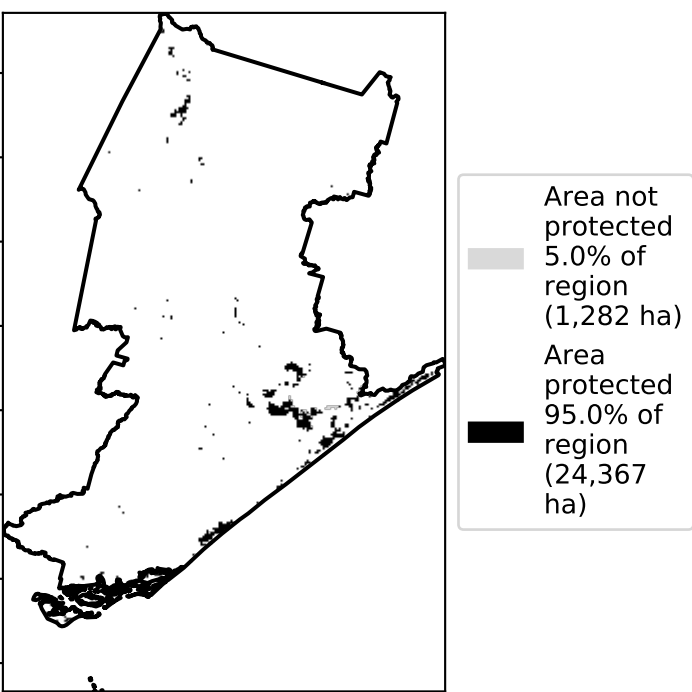 Area not
protected
5.0% of
region
(1,282 ha)
Area
protected
95.0% of
region
(24,367
ha)